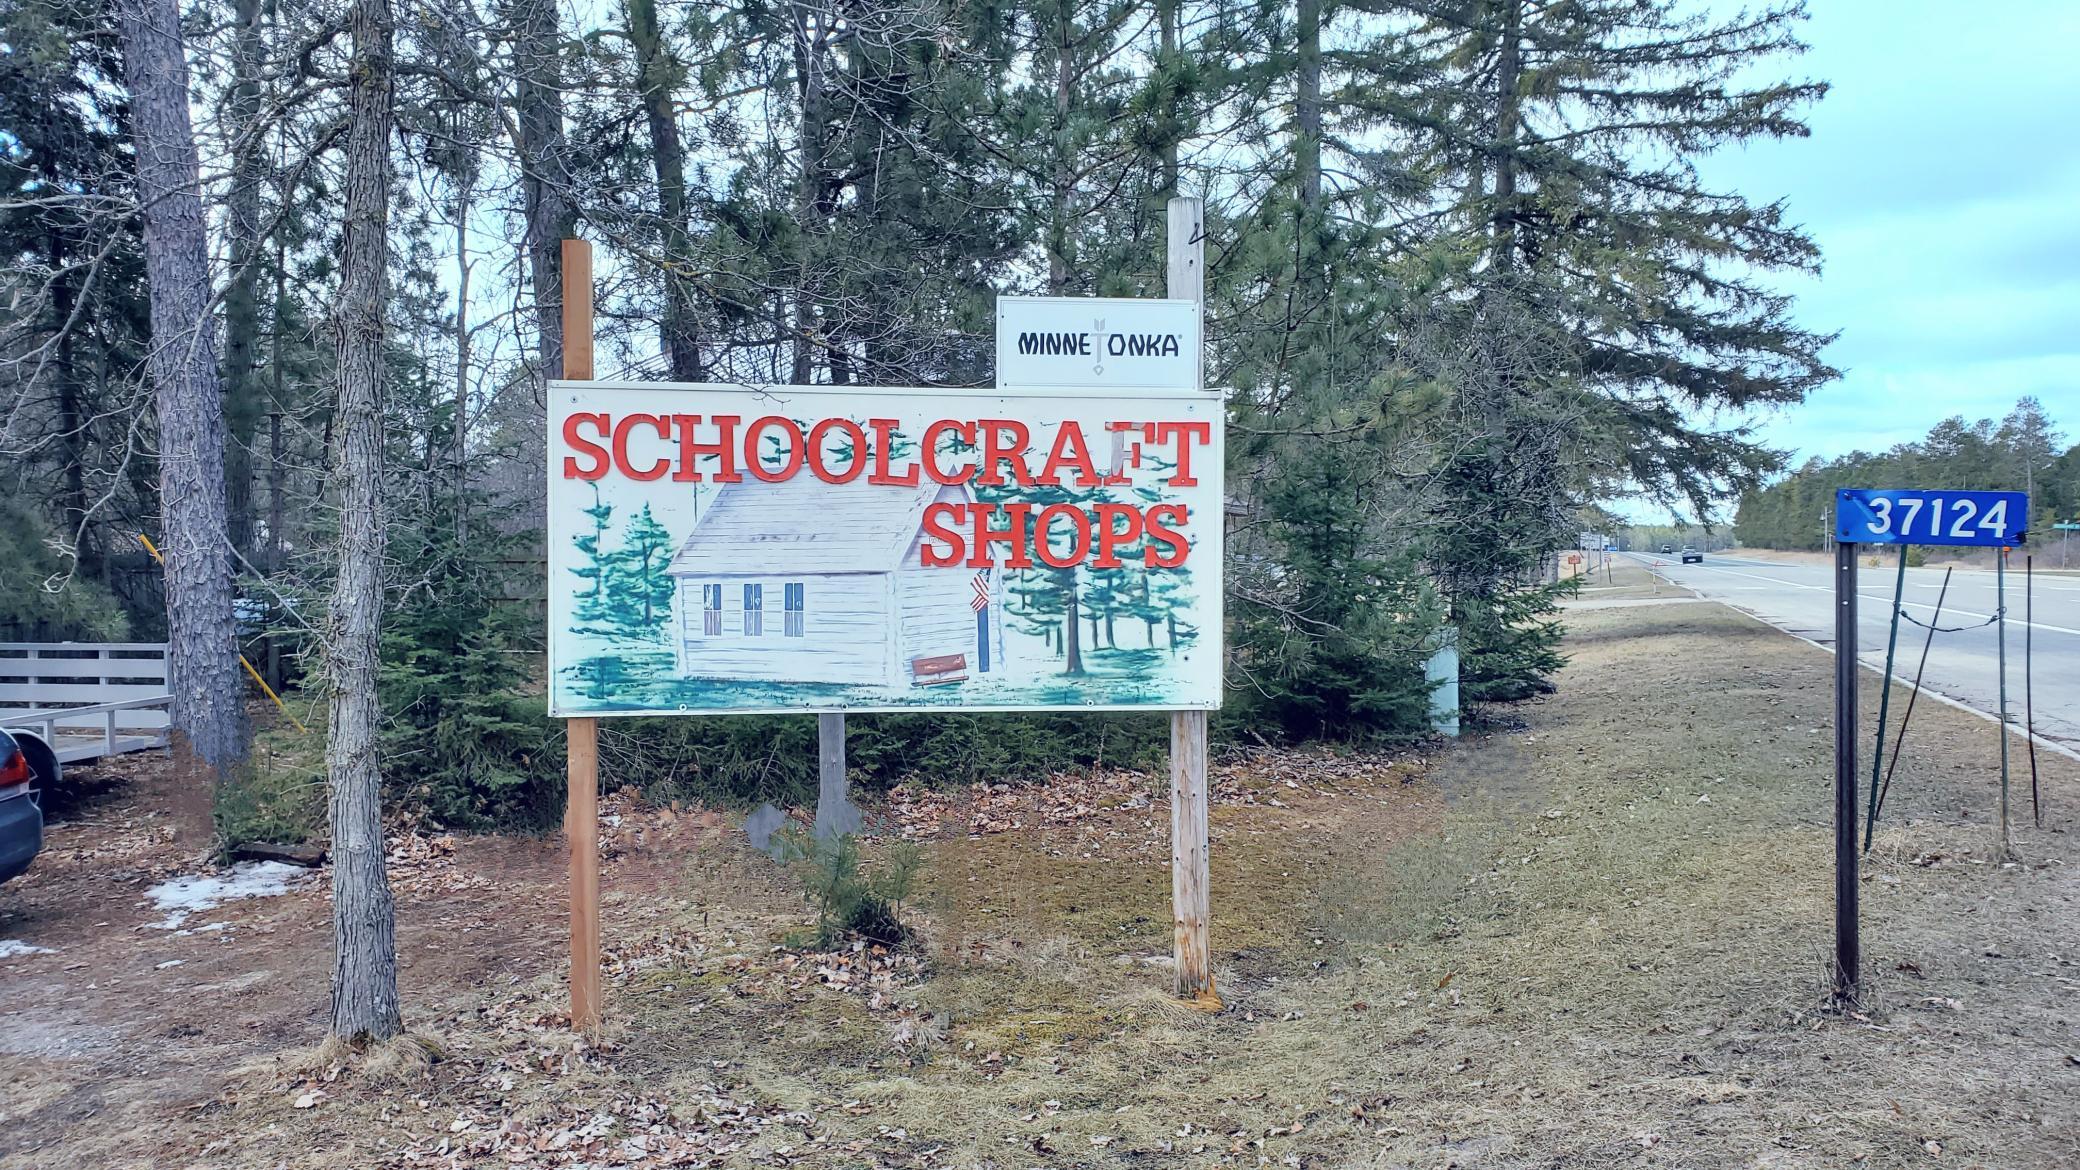 MINNETONKA®
SCHOOLCRAFT
SHOPS
37124